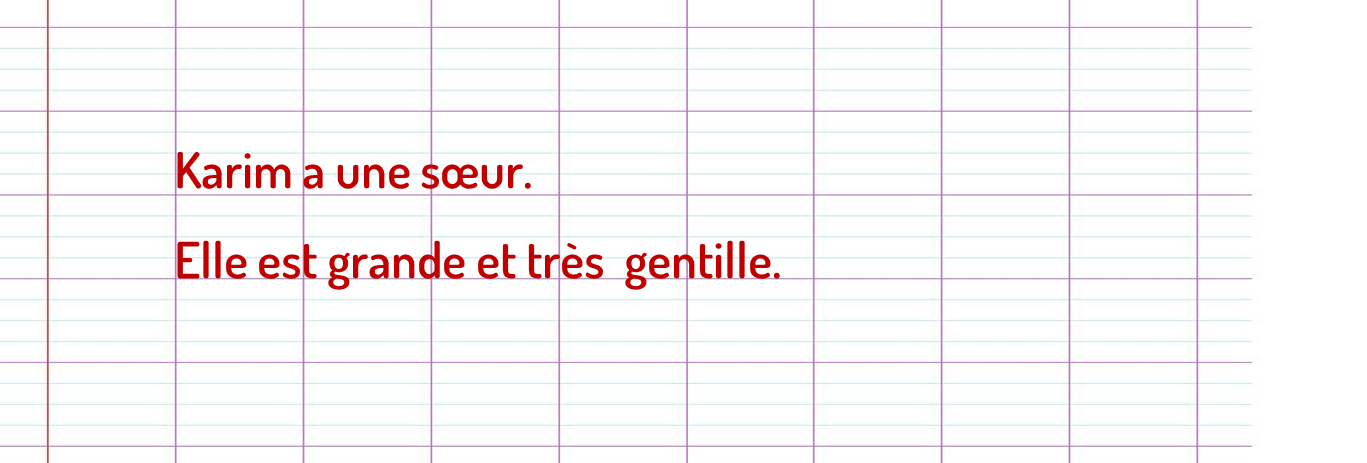 Karim a une sœur.
Elle est grande et très  gentille.